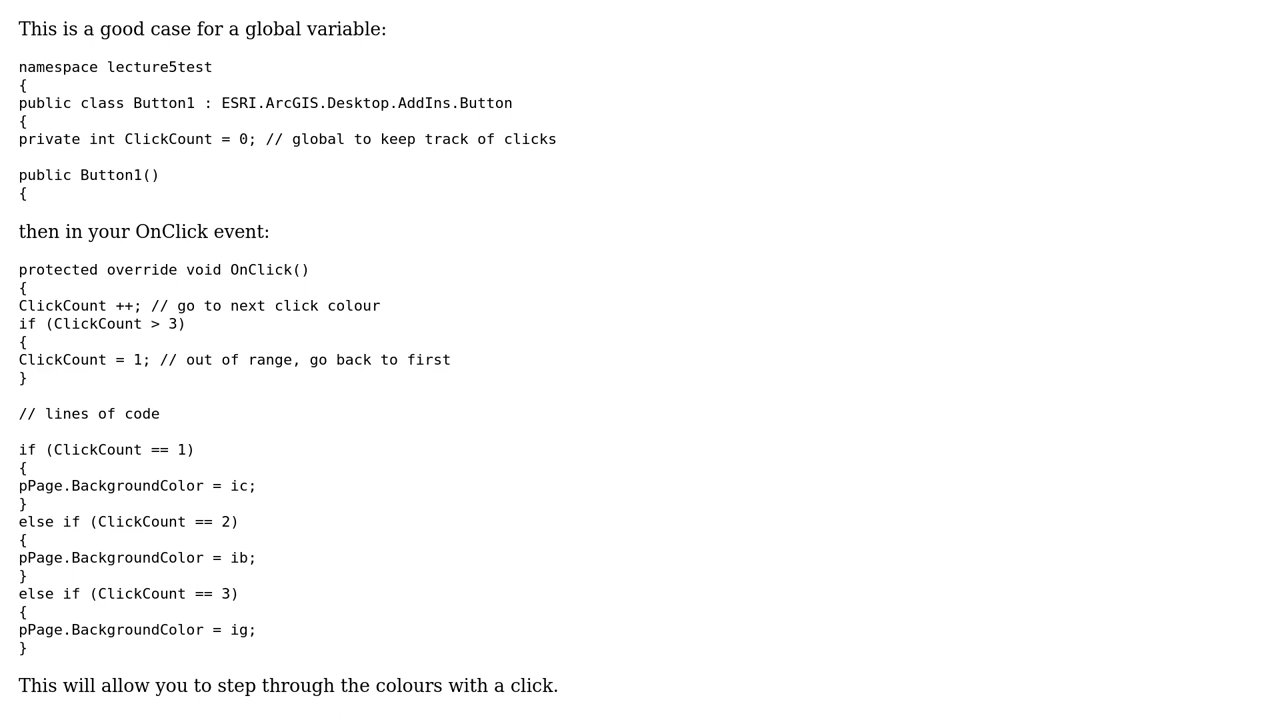 This is a good case for a global variable:
namespace lecture5test
{
public class Button1 : ESRI.ArcGIS.Desktop.AddIns.Button
{
private int ClickCount = 0; // global to keep track of clicks
public Button1()
{
then in your OnClick event:
protected override void OnClick()
{
ClickCount ++; // go to next click colour
if (ClickCount > 3)
{
ClickCount = 1; // out of range, go back to first
}
// lines of code
if (ClickCount == 1)
{
pPage.BackgroundColor = ic;
}
else if (ClickCount == 2)
{
pPage.BackgroundColor = ib;
}
else if (ClickCount == 3)
{
pPage.BackgroundColor = ig;
}
This will allow you to step through the colours with a click.